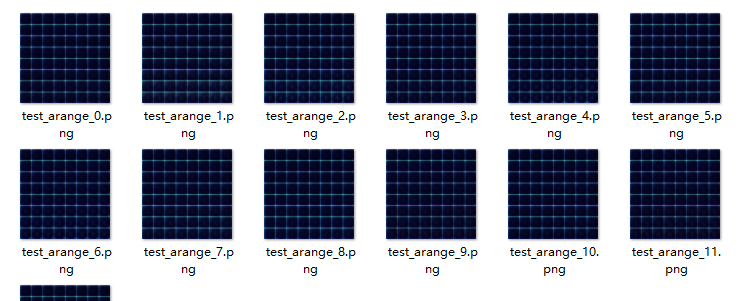 test_arange_0.p
ng
test_arange_1.p
ng
test_arange_2.p
ng
test_arange_3.p
ng
test_arange_4.p
ng
test_arange_5.p
ng
test_arange_6.p
ng
test_arange_7.p
ng
test_arange_8.p
ng
test_arange_9.p
ng
test_arange_10.
png
test_arange_11.
png